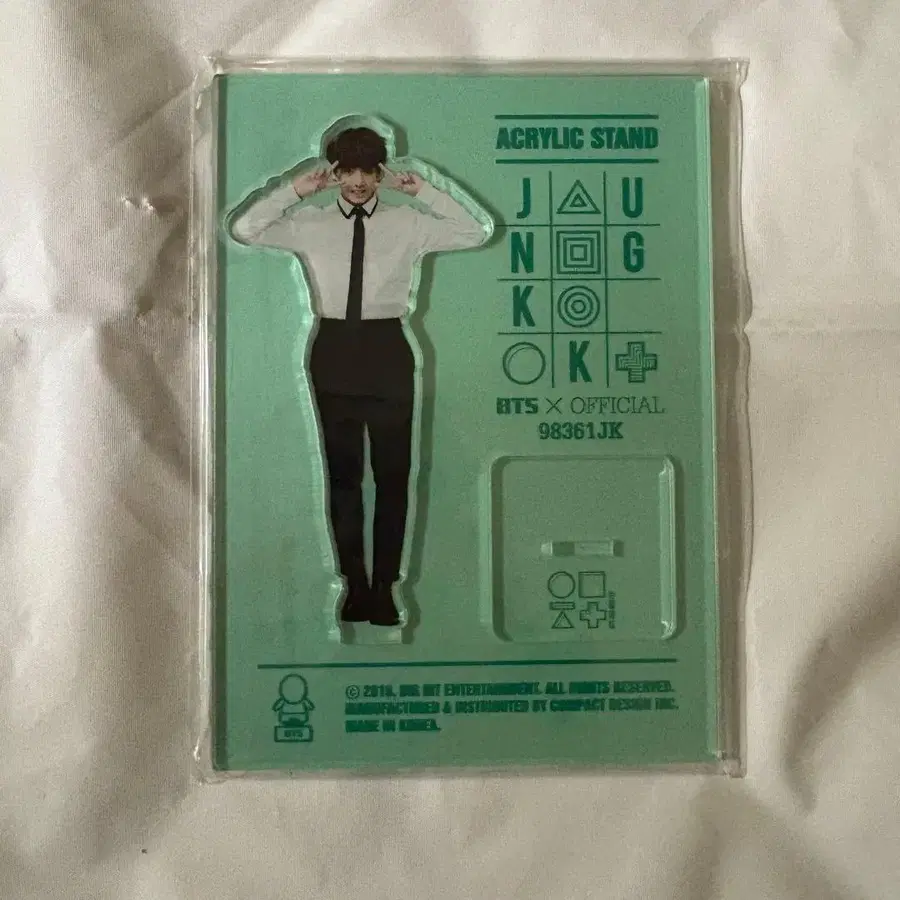 ACRYLIC STAND
J U
N G
K
K
BTS X OFFICIAL
98361JK
BTS
© 2016. BIG HIT ENTERTAINMENT. ALL RIGHTS RESERVED.
MANUFACTURED & DISTRIBUTED BY COMPACT DESIGN INC.
MADE IN KOREA.